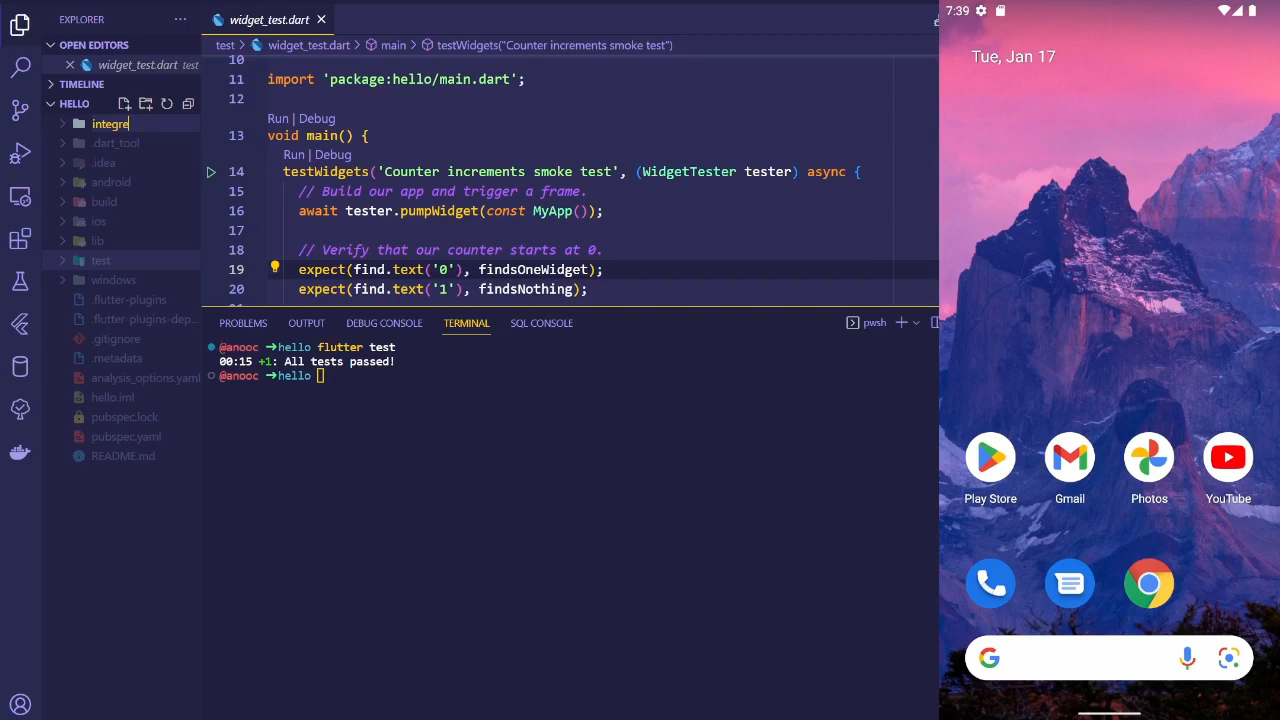 EXPLORER
OPEN EDITORS
widget_test.dart test
TIMELINE
HELLO
integre
.dart_tool
.idea
android
build
ios
lib
test
windows
.flutter-plugins
.flutter-plugins-dep...
.gitignore
.metadata
analysis_options.yaml
hello.iml
pubspec.lock
pubspec.yaml
README.md
widget_test.dart
test > widget_test.dart > main > testWidgets("Counter increments smoke test")
10
11 import 'package:hello/main.dart';
12
Run | Debug
13 void main() {
Run | Debug
14 testWidgets('Counter increments smoke test', (WidgetTester tester) async {
15 // Build our app and trigger a frame.
16 await tester.pumpWidget(const MyApp());
17
18 // Verify that our counter starts at 0.
19 expect(find.text('0'), findsOneWidget);
20 expect(find.text('1'), findsNothing);
PROBLEMS OUTPUT DEBUG CONSOLE TERMINAL SQL CONSOLE
pwsh
@anooc ➜hello flutter test
00:15 +1: All tests passed!
@anooc ➜hello
7:39
Tue, Jan 17
Play Store Gmail Photos YouTube